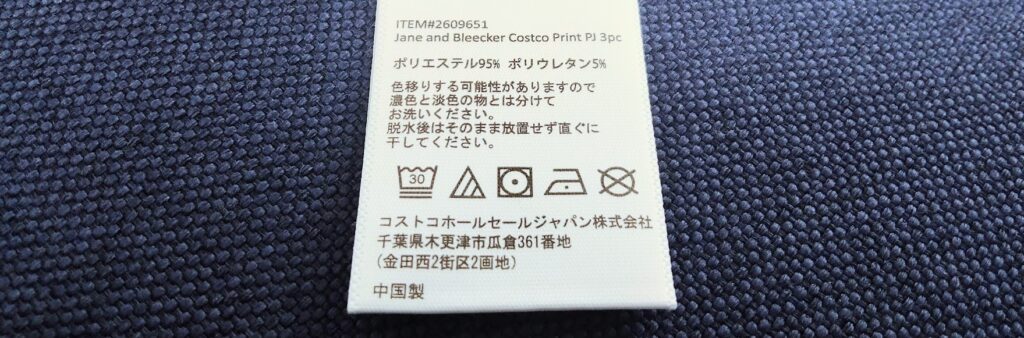 ITEM#2609651
Jane and Bleecker Costco Print PJ 3pc
ポリエステル95% ポリウレタン5%
色移りする可能性がありますので
濃色と淡色の物とは分けて
お洗いください。
脱水後はそのまま放置せず直ぐに
干してください。
30
コストコホールセールジャパン株式会社
千葉県木更津市瓜倉361番地
(金田西2街区2画地)
中国製